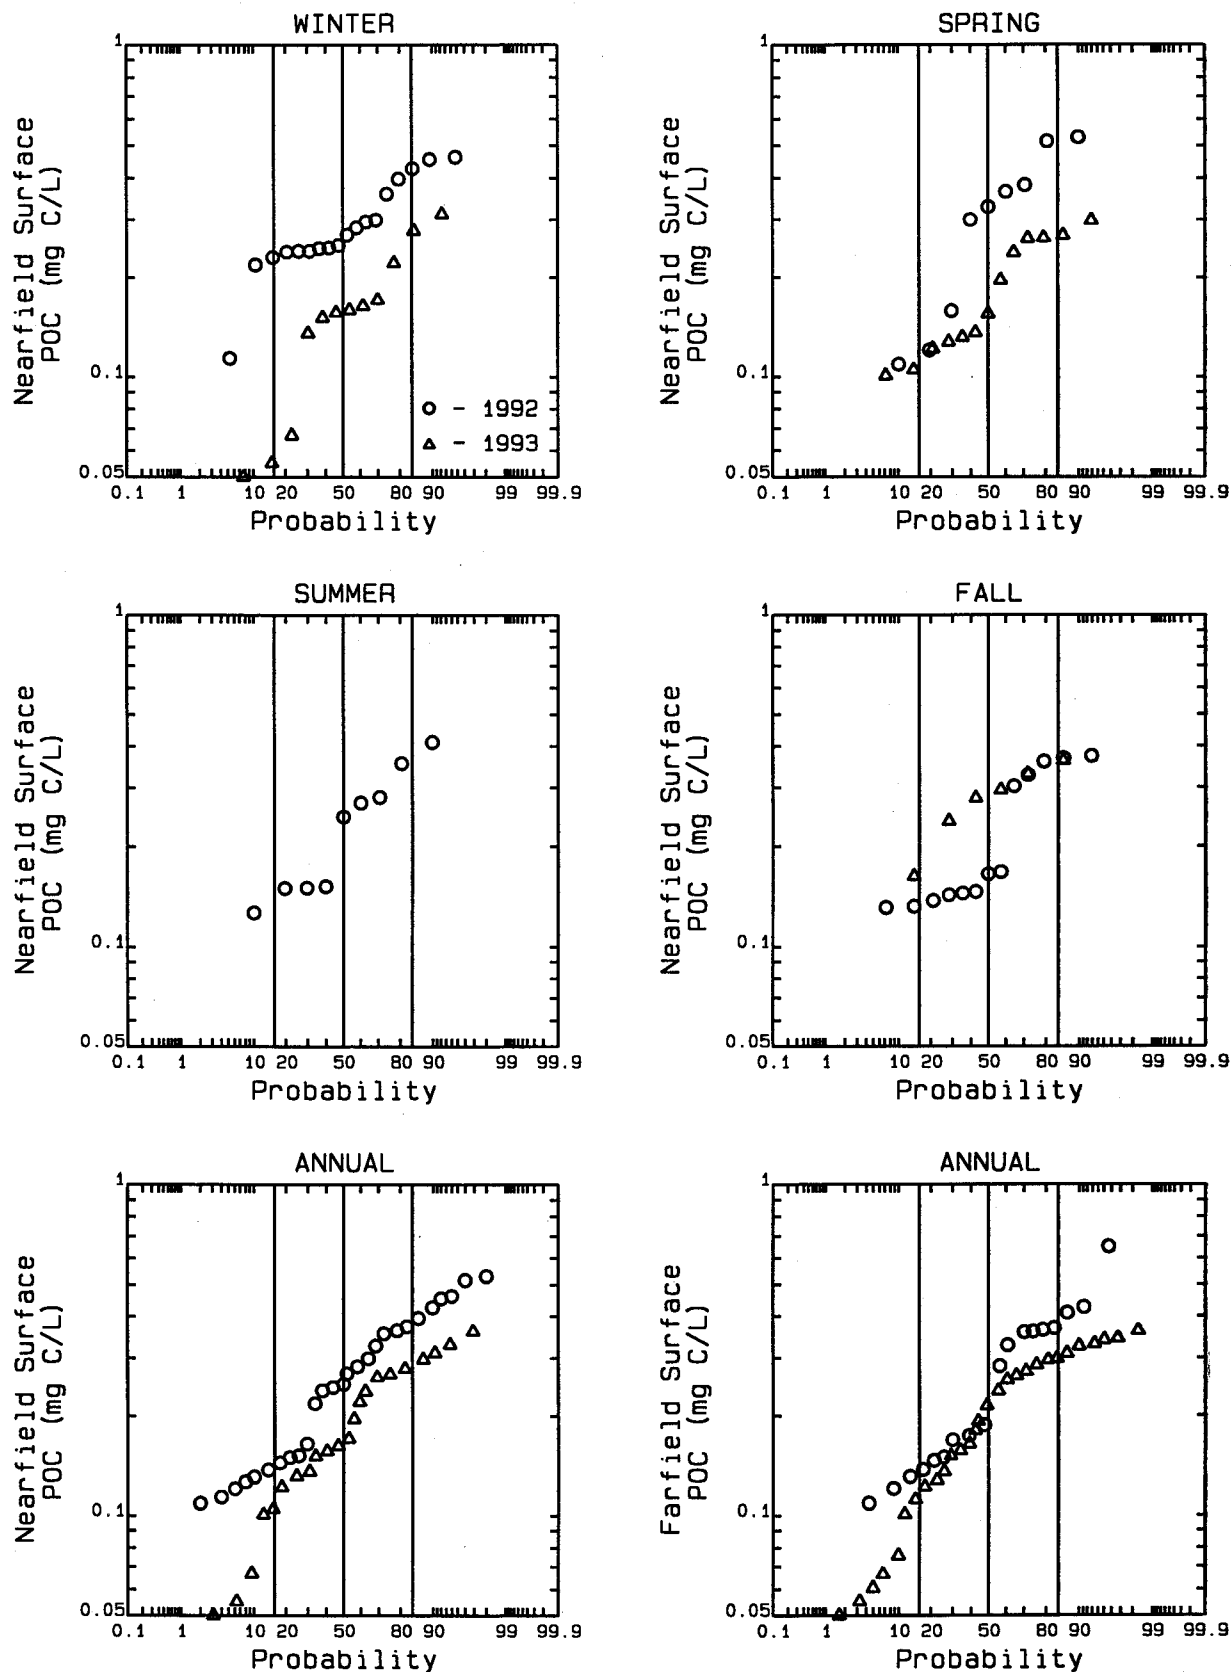 WINTER
1
0.1
0.05
Nearfield Surface
POC (mg C/L)
○ - 1992
△ - 1993
0.1 1 10 20 50 80 90 99 99.9
Probability
SPRING
1
0.1
0.05
Nearfield Surface
POC (mg C/L)
0.1 1 10 20 50 80 90 99 99.9
Probability
SUMMER
1
0.1
0.05
Nearfield Surface
POC (mg C/L)
0.1 1 10 20 50 80 90 99 99.9
Probability
FALL
1
0.1
0.05
Nearfield Surface
POC (mg C/L)
0.1 1 10 20 50 80 90 99 99.9
Probability
ANNUAL
1
0.1
0.05
Nearfield Surface
POC (mg C/L)
0.1 1 10 20 50 80 90 99 99.9
Probability
ANNUAL
1
0.1
0.05
Farfield Surface
POC (mg C/L)
0.1 1 10 20 50 80 90 99 99.9
Probability